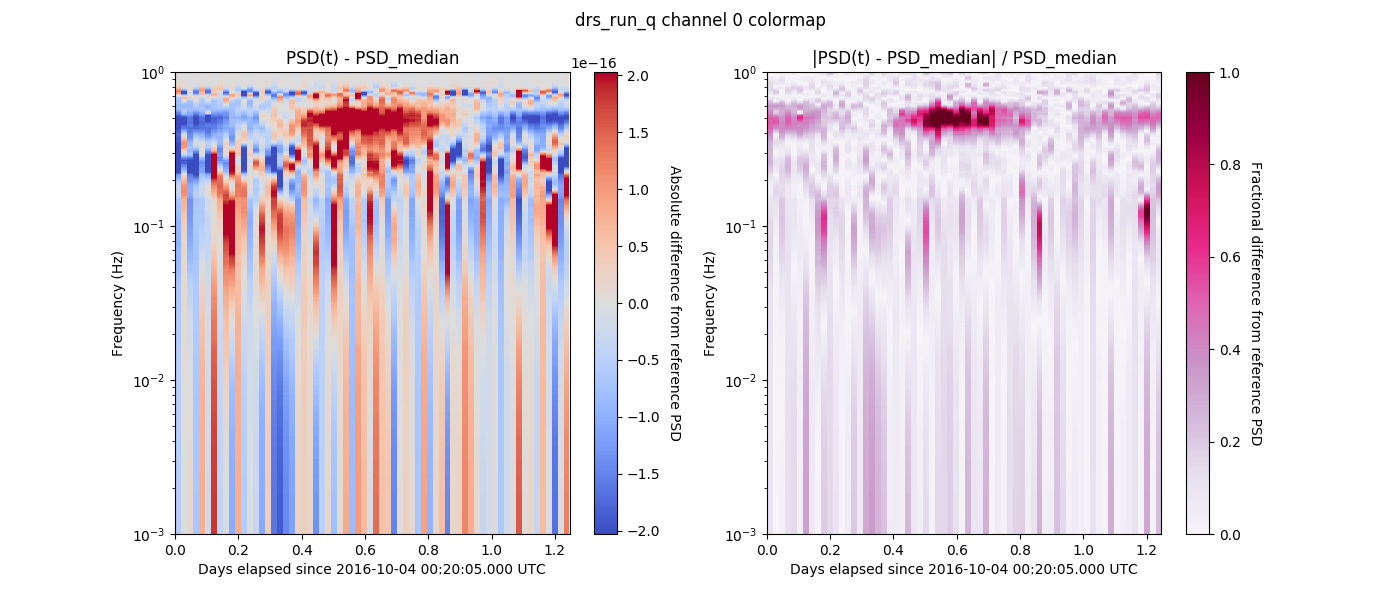 drs_run_q channel 0 colormap
PSD(t) - PSD_median
1e−16
10⁰
10⁻¹
10⁻²
10⁻³
Frequency (Hz)
0.0 0.2 0.4 0.6 0.8 1.0 1.2
Days elapsed since 2016-10-04 00:20:05.000 UTC
2.0
1.5
1.0
0.5
0.0
−0.5
−1.0
−1.5
−2.0
Absolute difference from reference PSD
|PSD(t) - PSD_median| / PSD_median
10⁰
10⁻¹
10⁻²
10⁻³
Frequency (Hz)
0.0 0.2 0.4 0.6 0.8 1.0 1.2
Days elapsed since 2016-10-04 00:20:05.000 UTC
1.0
0.8
0.6
0.4
0.2
0.0
Fractional difference from reference PSD